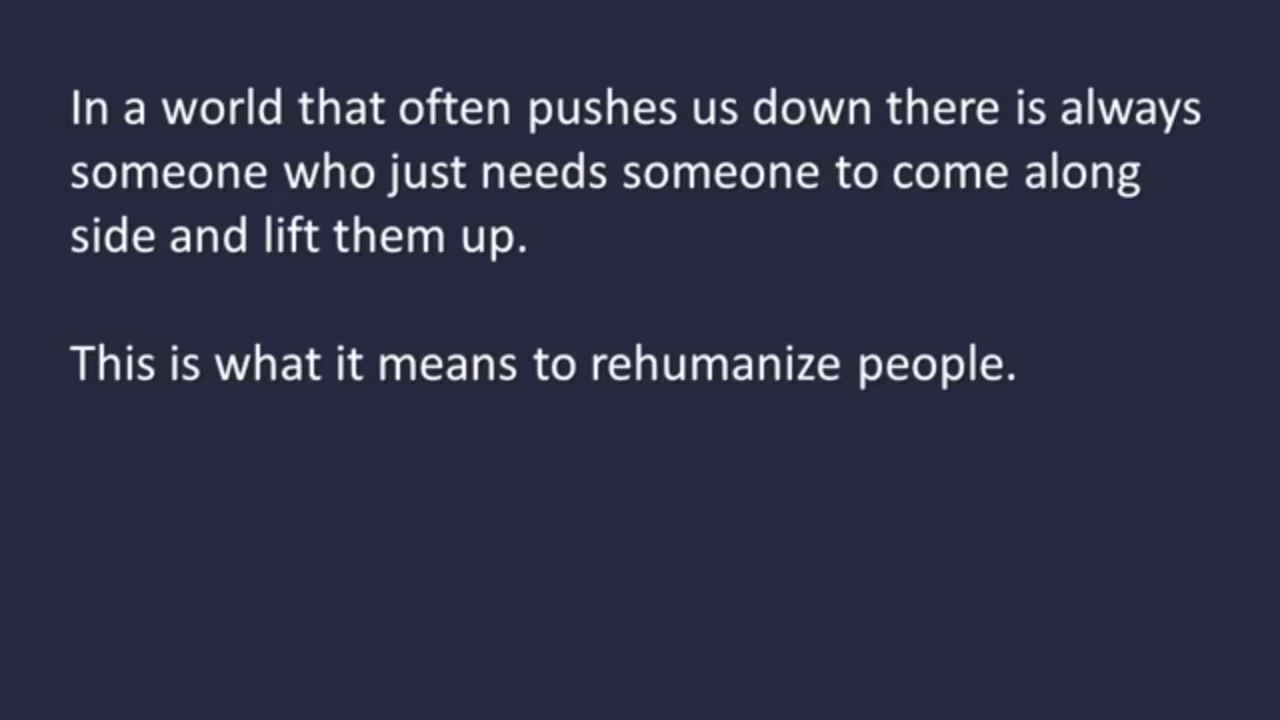 In a world that often pushes us down there is always
someone who just needs someone to come along
side and lift them up.
This is what it means to rehumanize people.